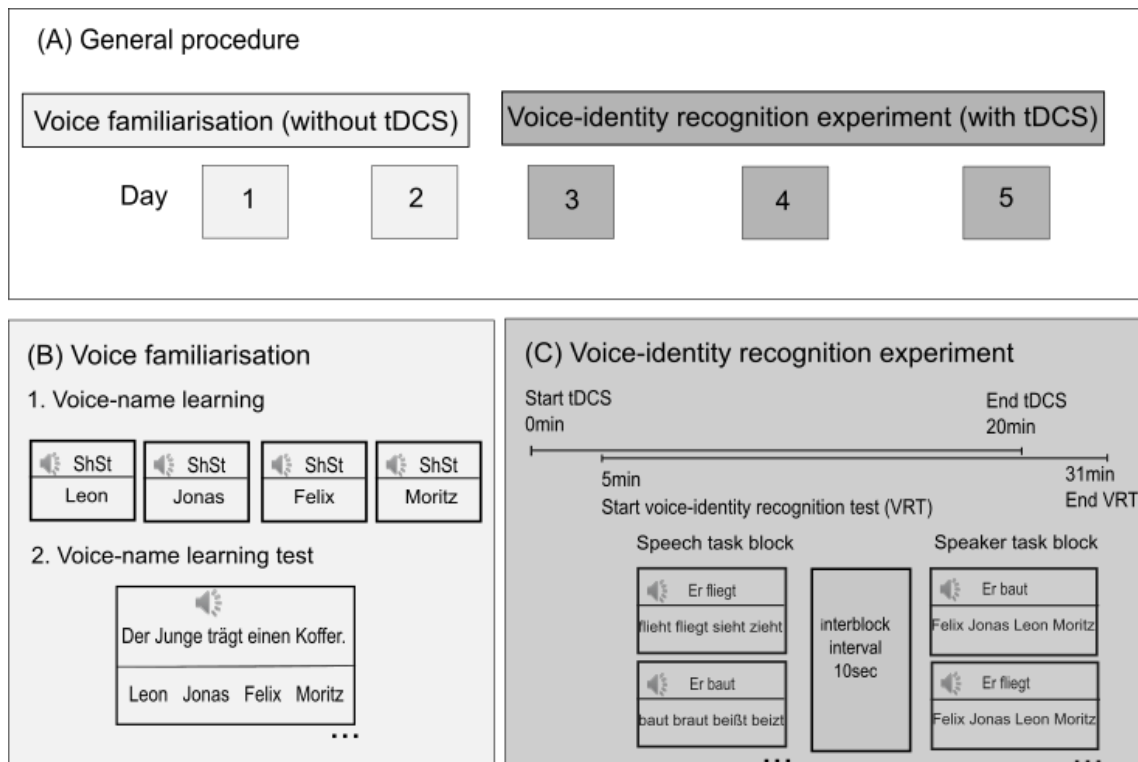 (A) General procedure
Voice familiarisation (without tDCS)
Voice-identity recognition experiment (with tDCS)
Day 1 2 3 4 5
(B) Voice familiarisation
1. Voice-name learning
ShSt ShSt ShSt ShSt
Leon Jonas Felix Moritz
2. Voice-name learning test
Der Junge trägt einen Koffer.
Leon Jonas Felix Moritz
...
(C) Voice-identity recognition experiment
Start tDCS
0min
End tDCS
20min
5min
Start voice-identity recognition test (VRT)
31min
End VRT
Speech task block
Er fliegt
flieht fliegt sieht zieht
Er baut
baut braut beißt beizt
...
interblock
interval
10sec
Speaker task block
Er baut
Felix Jonas Leon Moritz
Er fliegt
Felix Jonas Leon Moritz
...